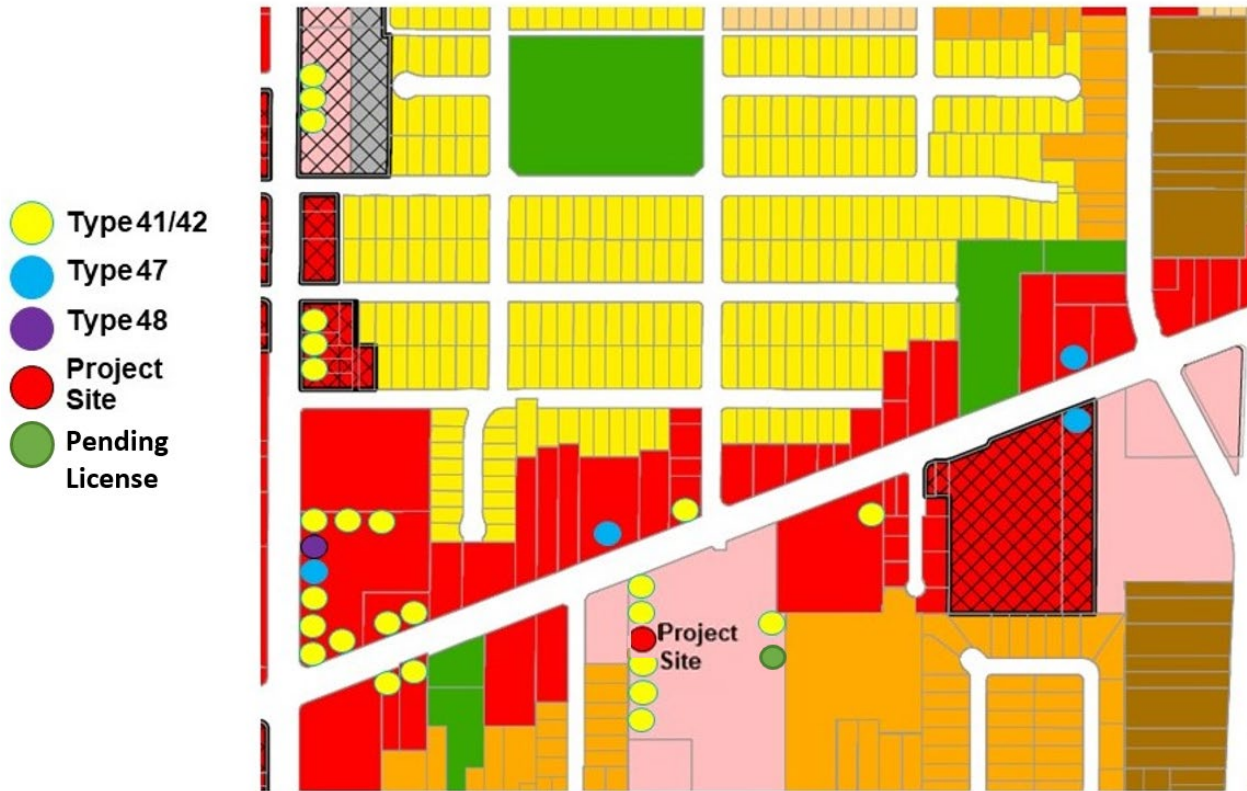 Type 41/42
Type 47
Type 48
Project
Site
Pending
License
Project
Site